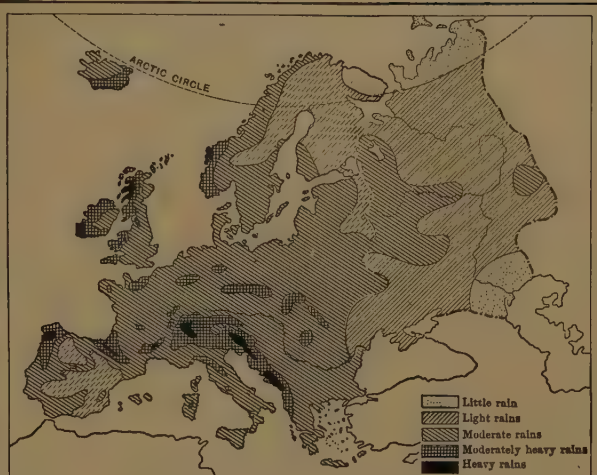 ARCTIC CIRCLE
Little rain
Light rains
Moderate rains
Moderately heavy rains
Heavy rains